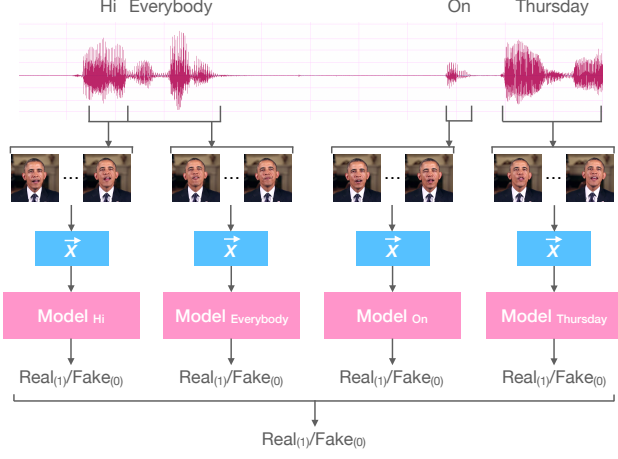 Hi Everybody On Thursday
... ... ... ...
X X X X
Model Hi Model Everybody Model On Model Thursday
Real(1)/Fake(0) Real(1)/Fake(0) Real(1)/Fake(0) Real(1)/Fake(0)
Real(1)/Fake(0)